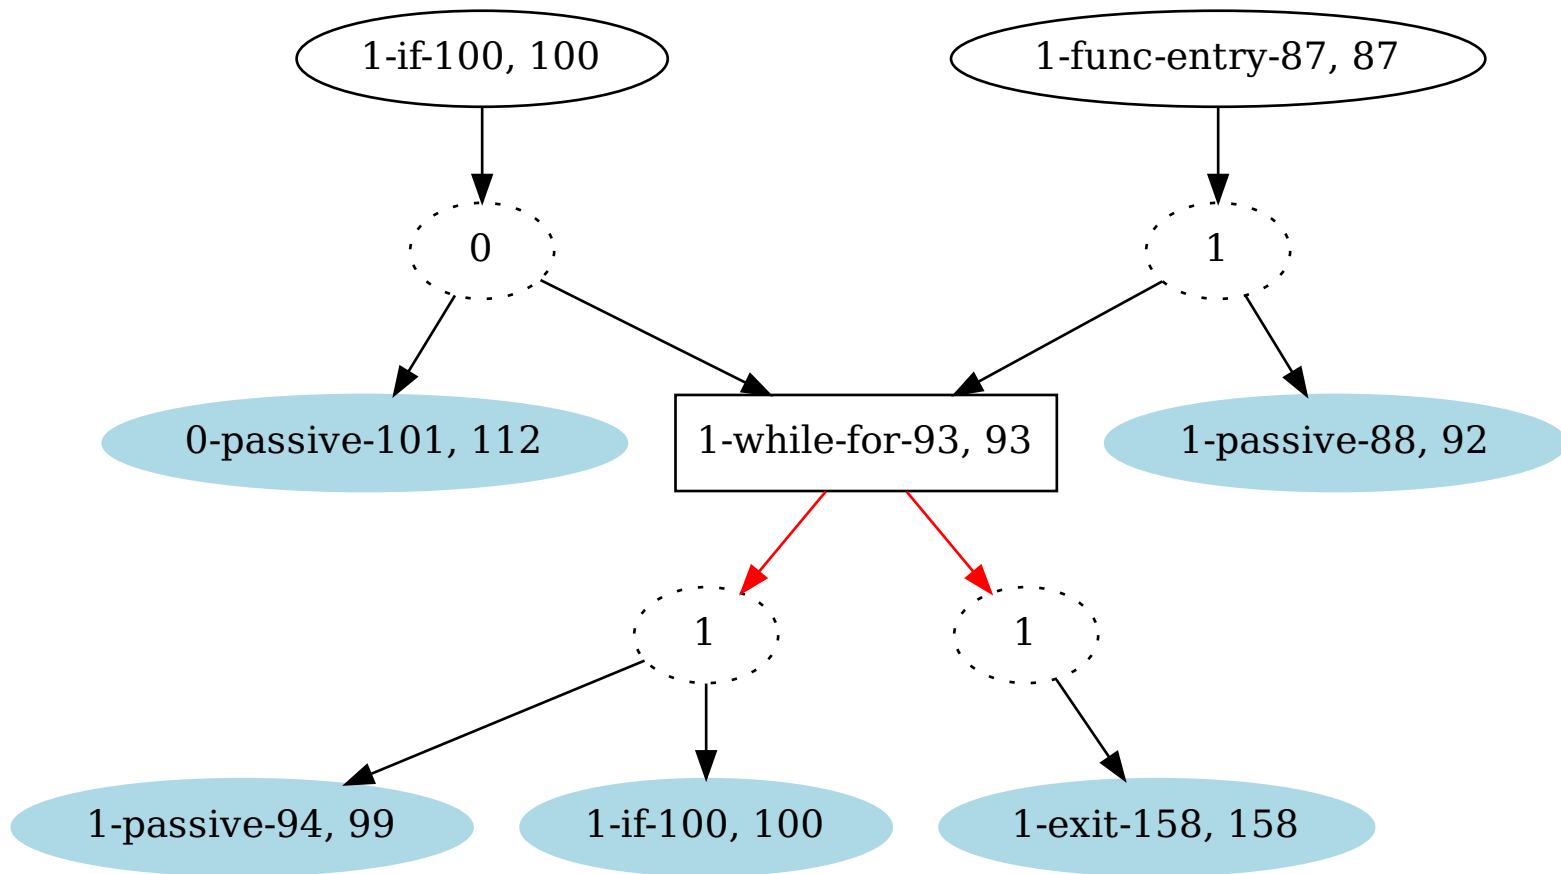 1-if-100, 100
1-func-entry-87, 87
0
1
0-passive-101, 112
1-while-for-93, 93
1-passive-88, 92
1
1
1-passive-94, 99
1-if-100, 100
1-exit-158, 158